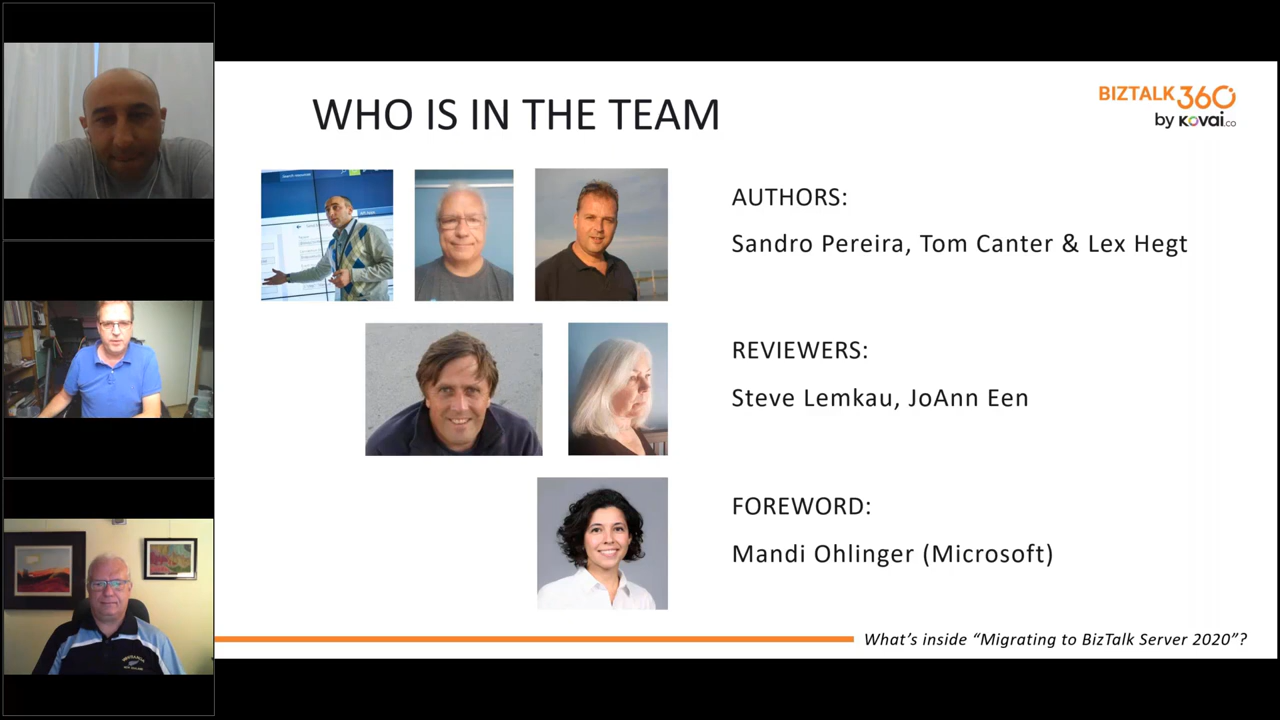 WHO IS IN THE TEAM
BIZTALK360
by KOVAI.CO
AUTHORS:
Sandro Pereira, Tom Canter & Lex Hegt
REVIEWERS:
Steve Lemkau, JoAnn Een
FOREWORD:
Mandi Ohlinger (Microsoft)
What's inside “Migrating to BizTalk Server 2020”?